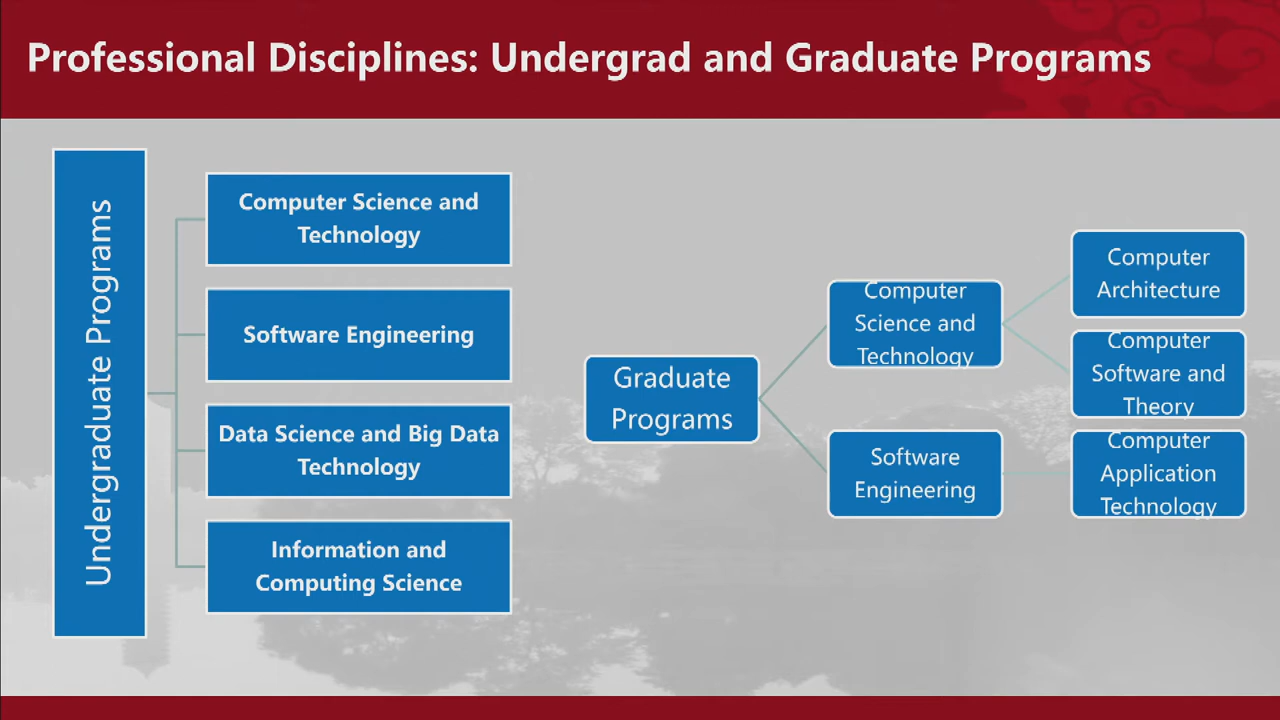 Professional Disciplines: Undergrad and Graduate Programs
Undergraduate Programs
Computer Science and
Technology
Software Engineering
Data Science and Big Data
Technology
Information and
Computing Science
Graduate
Programs
Computer
Science and
Technology
Software
Engineering
Computer
Architecture
Computer
Software and
Theory
Computer
Application
Technology